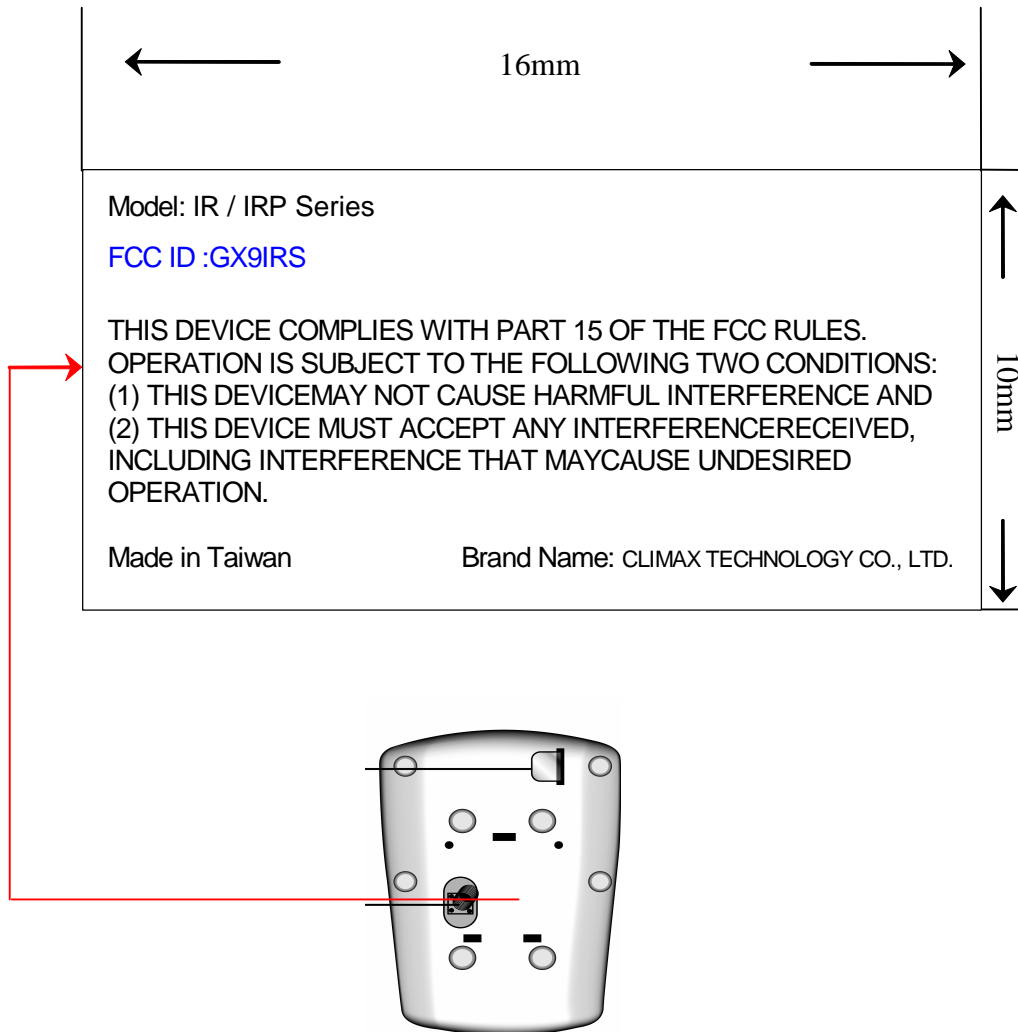 16mm
Model: IR / IRP Series
FCC ID :GX9IRS
THIS DEVICE COMPLIES WITH PART 15 OF THE FCC RULES.
OPERATION IS SUBJECT TO THE FOLLOWING TWO CONDITIONS:
(1) THIS DEVICEMAY NOT CAUSE HARMFUL INTERFERENCE AND
(2) THIS DEVICE MUST ACCEPT ANY INTERFERENCERECEIVED,
INCLUDING INTERFERENCE THAT MAYCAUSE UNDESIRED
OPERATION.
Made in Taiwan Brand Name: CLIMAX TECHNOLOGY CO., LTD.
10mm